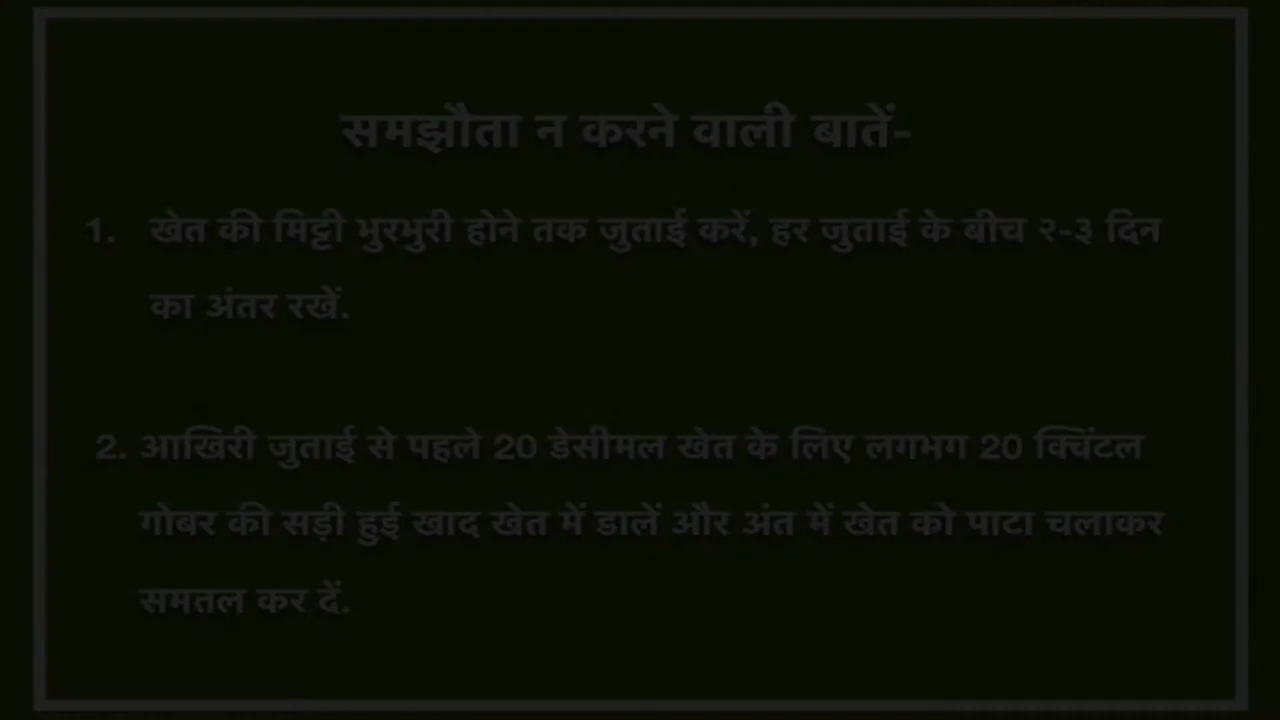 समझौता न करने वाली बातें-
1. खेत की मिट्टी भुरभुरी होने तक जुताई करें, हर जुताई के बीच २-३ दिन
का अंतर रखें.
2. आखिरी जुताई से पहले 20 डेसीमल खेत के लिए लगभग 20 क्विंटल
गोबर की सड़ी हुई खाद खेत में डालें और अंत में खेत को पाटा चलाकर
समतल कर दें.